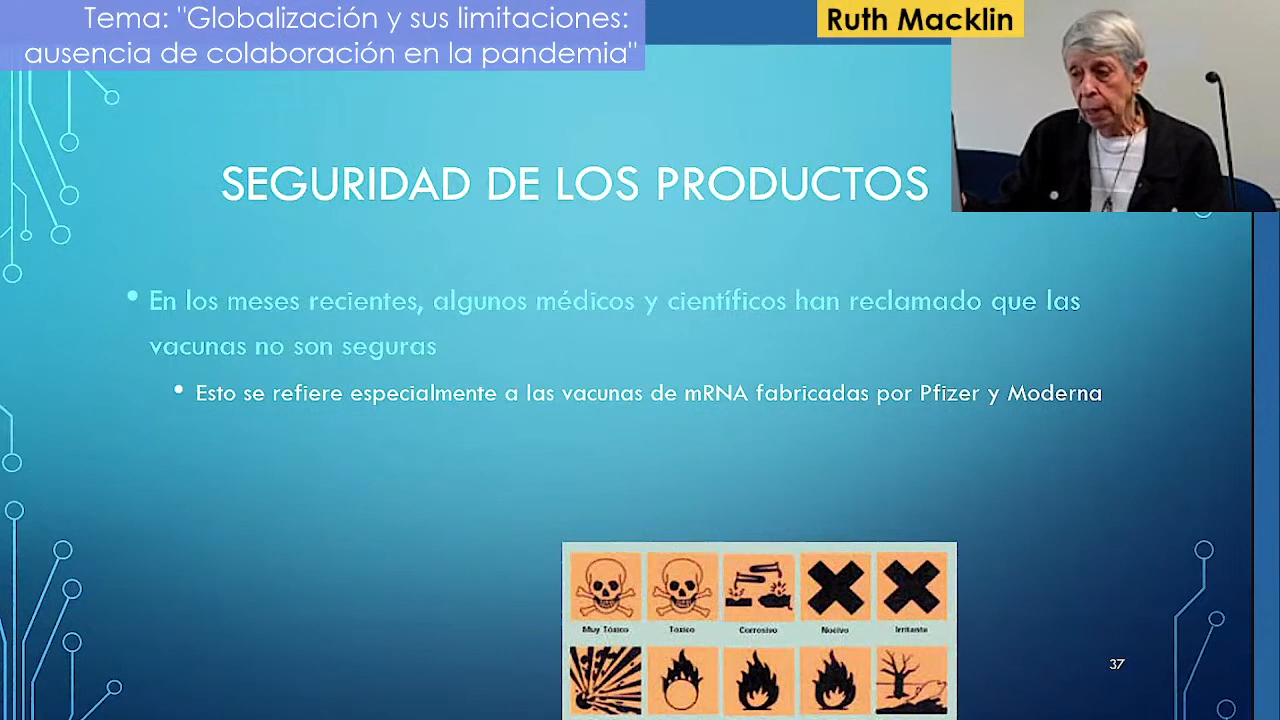 Tema: "Globalización y sus limitaciones:
ausencia de colaboración en la pandemia"
Ruth Macklin
SEGURIDAD DE LOS PRODUCTOS
• En los meses recientes, algunos médicos y científicos han reclamado que las
vacunas no son seguras
• Esto se refiere especialmente a las vacunas de mRNA fabricadas por Pfizer y Moderna
Muy Tóxico Tóxico Corrosivo Nocivo Irritante
37